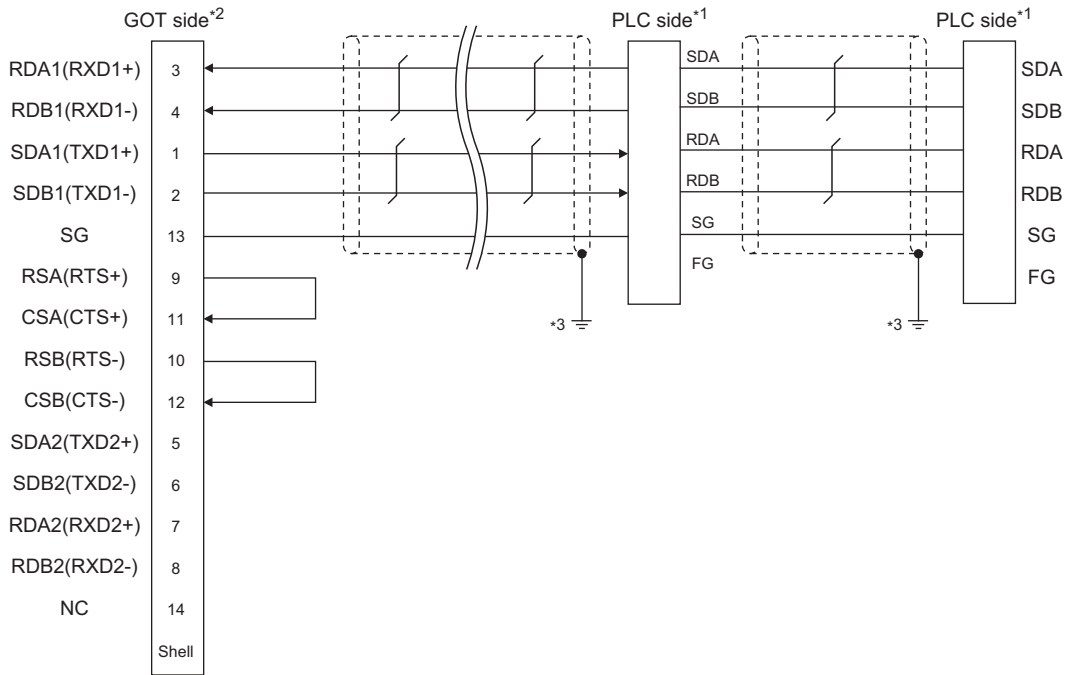 GOT side*2
PLC side*1
PLC side*1
RDA1(RXD1+) 3 SDA SDA
RDB1(RXD1-) 4 SDB SDB
SDA1(TXD1+) 1 RDA RDA
SDB1(TXD1-) 2 RDB RDB
SG 13 SG SG
RSA(RTS+) 9 FG FG
CSA(CTS+) 11 *3 *3
RSB(RTS-) 10
CSB(CTS-) 12
SDA2(TXD2+) 5
SDB2(TXD2-) 6
RDA2(RXD2+) 7
RDB2(RXD2-) 8
NC 14
Shell